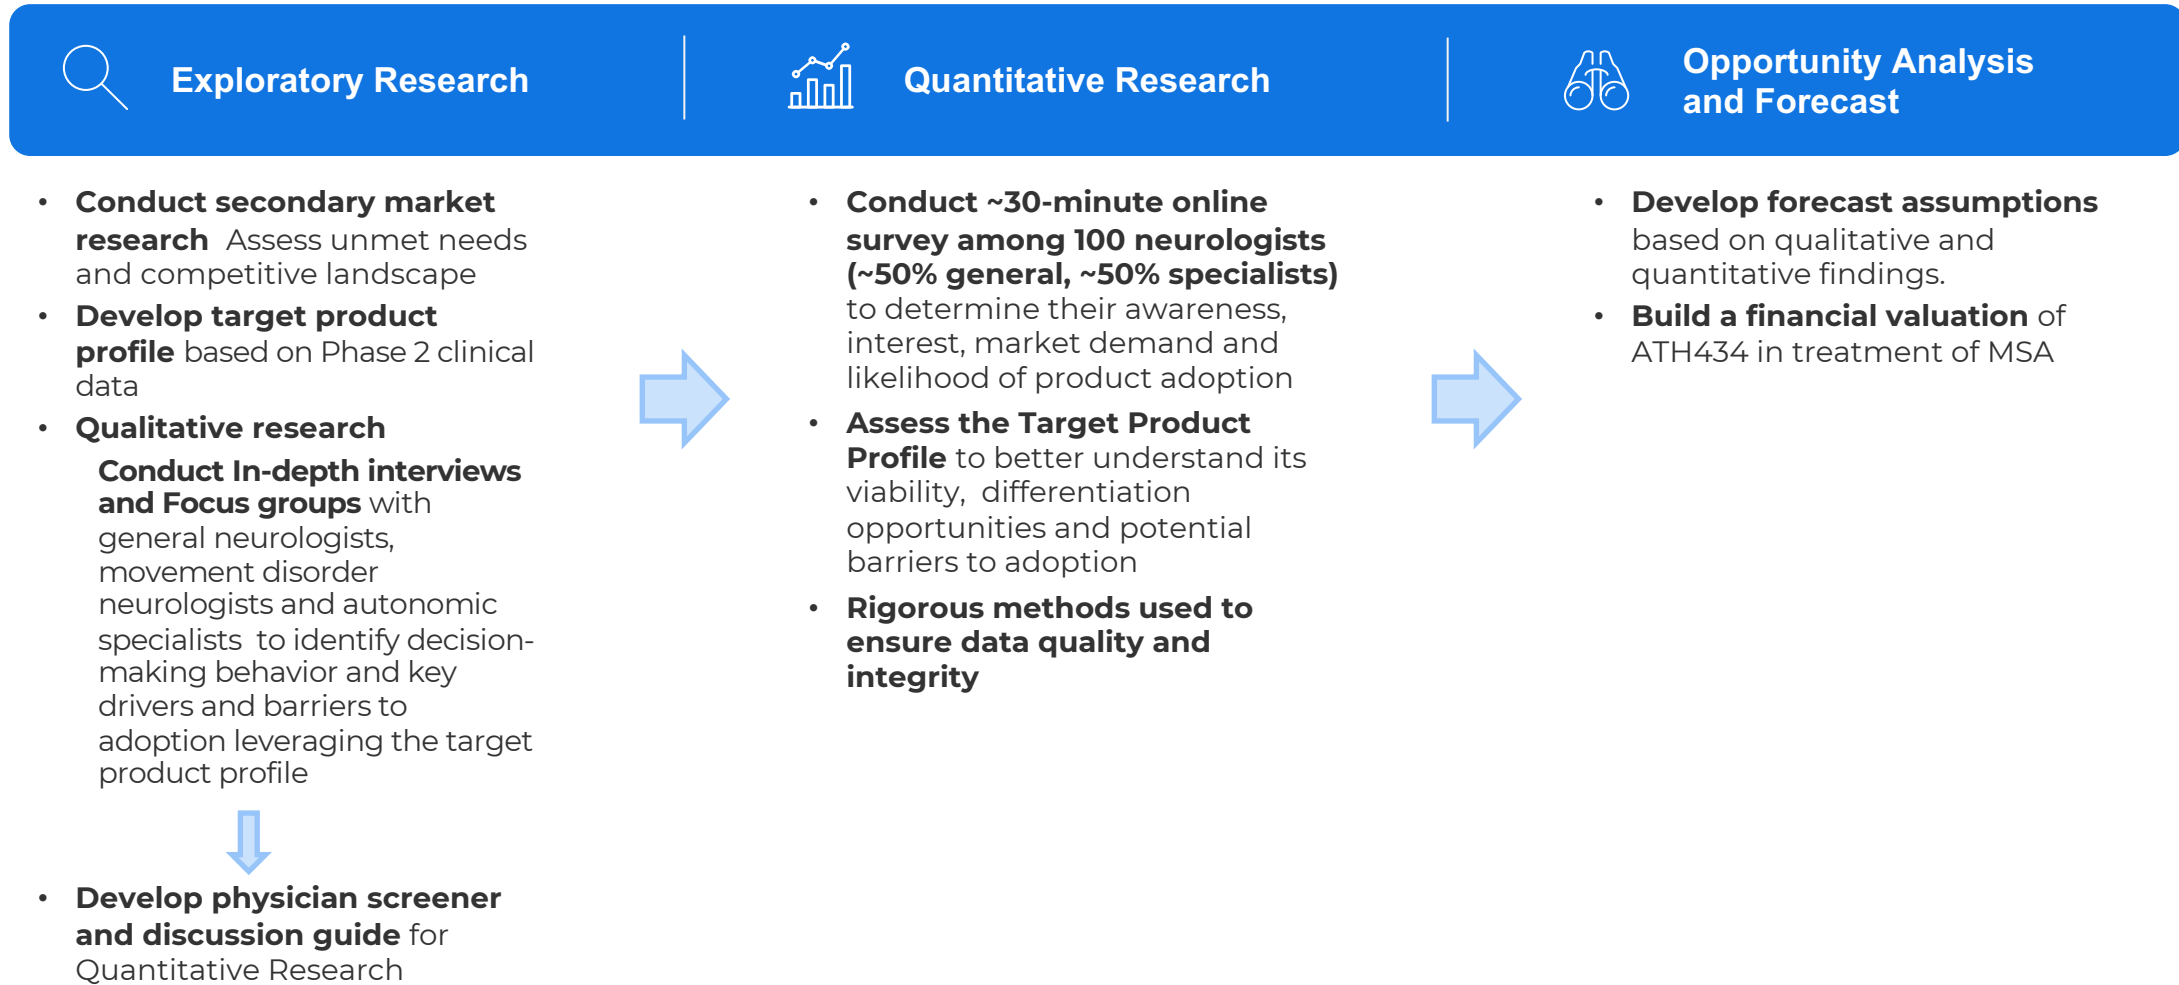 Exploratory Research
Quantitative Research
Opportunity Analysis
and Forecast
• Conduct secondary market
research  Assess unmet needs
and competitive landscape
• Develop target product
profile based on Phase 2 clinical
data
• Qualitative research
Conduct In-depth interviews
and Focus groups with
general neurologists,
movement disorder
neurologists and autonomic
specialists  to identify decision-
making behavior and key
drivers and barriers to
adoption leveraging the target
product profile
• Develop physician screener
and discussion guide for
Quantitative Research
• Conduct ~30-minute online
survey among 100 neurologists
(~50% general, ~50% specialists)
to determine their awareness,
interest, market demand and
likelihood of product adoption
• Assess the Target Product
Profile to better understand its
viability,  differentiation
opportunities and potential
barriers to adoption
• Rigorous methods used to
ensure data quality and
integrity
• Develop forecast assumptions
based on qualitative and
quantitative findings.
• Build a financial valuation of
ATH434 in treatment of MSA